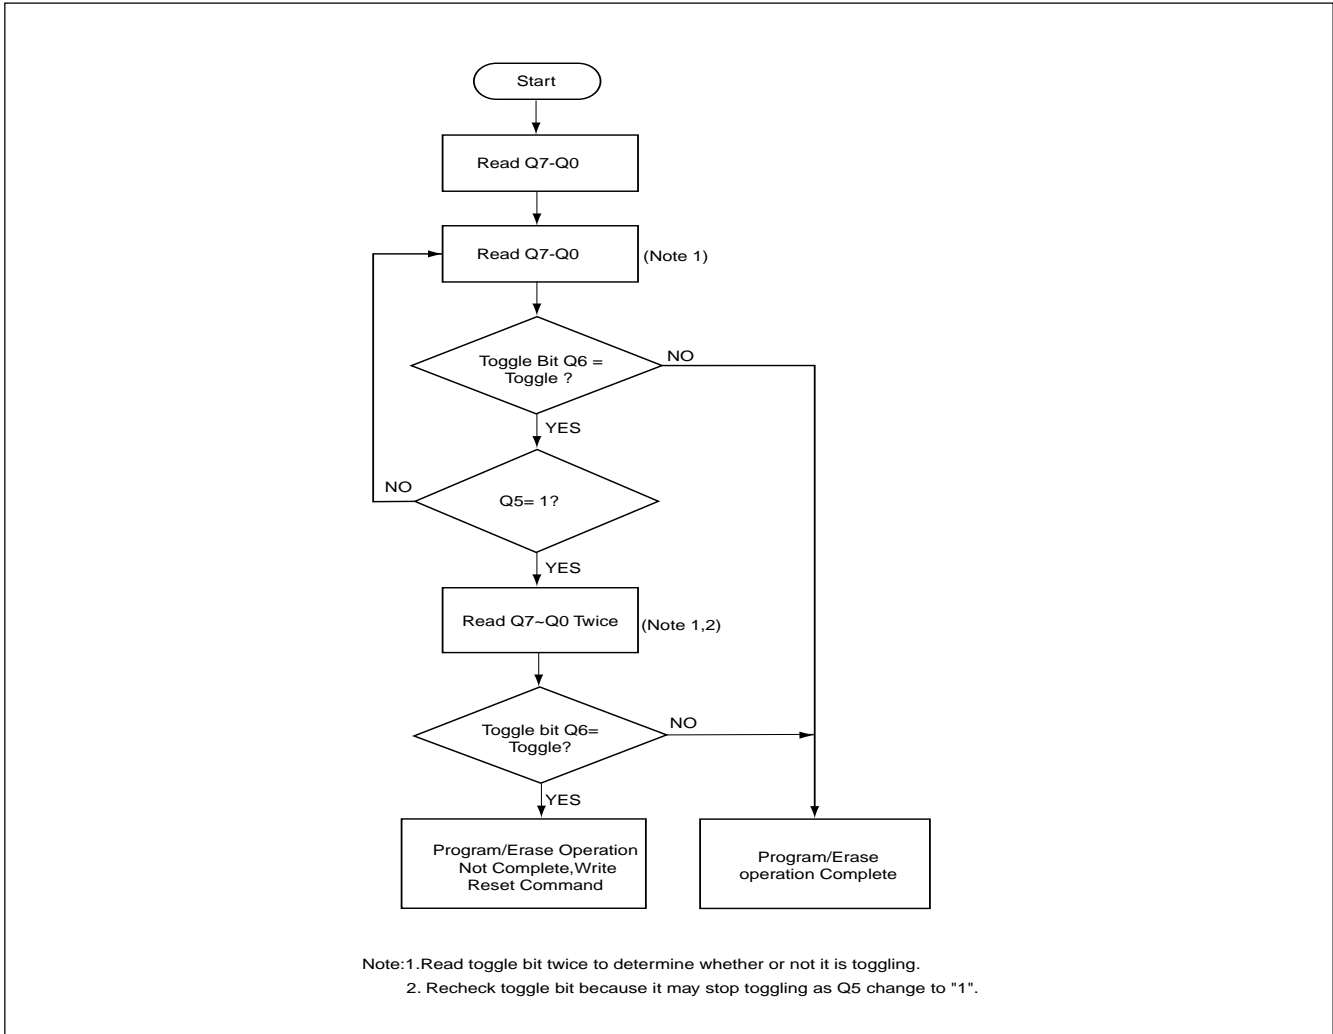 Start
Read Q7-Q0
Read Q7-Q0
(Note 1)
Toggle Bit Q6 =
Toggle ?
NO
YES
NO
Q5= 1?
YES
Read Q7~Q0 Twice
(Note 1,2)
Toggle bit Q6=
Toggle?
NO
YES
Program/Erase Operation
Not Complete,Write
Reset Command
Program/Erase
operation Complete
Note:1.Read toggle bit twice to determine whether or not it is toggling.
2. Recheck toggle bit because it may stop toggling as Q5 change to "1".